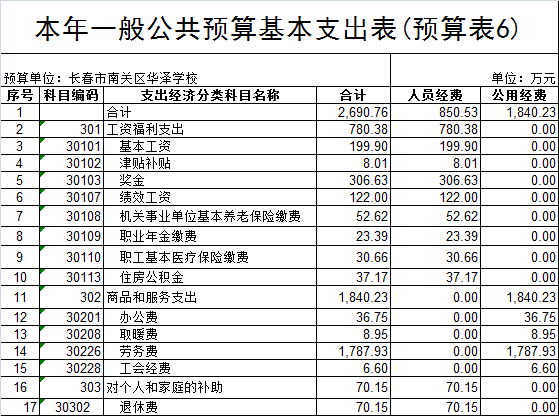 本年一般公共预算基本支出表(预算表6)
预算单位：长春市南关区华泽学校 单位：万元
序号 科目编码 支出经济分类科目名称 合计 人员经费 公用经费
1 合计 2,690.76 850.53 1,840.23
2 301 工资福利支出 780.38 780.38 0.00
3 30101 基本工资 199.90 199.90 0.00
4 30102 津贴补贴 8.01 8.01 0.00
5 30103 奖金 306.63 306.63 0.00
6 30107 绩效工资 122.00 122.00 0.00
7 30108 机关事业单位基本养老保险缴费 52.62 52.62 0.00
8 30109 职业年金缴费 23.39 23.39 0.00
9 30110 职工基本医疗保险缴费 30.66 30.66 0.00
10 30113 住房公积金 37.17 37.17 0.00
11 302 商品和服务支出 1,840.23 0.00 1,840.23
12 30201 办公费 36.75 0.00 36.75
13 30208 取暖费 8.95 0.00 8.95
14 30226 劳务费 1,787.93 0.00 1,787.93
15 30228 工会经费 6.60 0.00 6.60
16 303 对个人和家庭的补助 70.15 70.15 0.00
17 30302 退休费 70.15 70.15 0.00